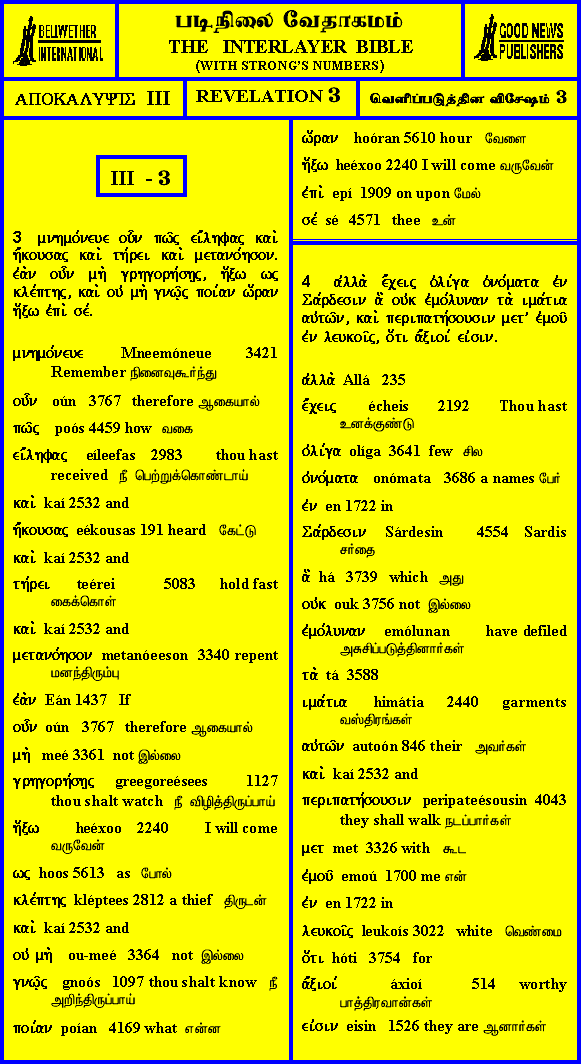 BELLWETHER
INTERNATIONAL
படிநிலை வேதாகமம்
THE INTERLAYER BIBLE
(WITH STRONG'S NUMBERS)
GOOD NEWS
PUBLISHERS
ΑΠΟΚΑΛΥΨΙΣ III
REVELATION 3
வெளிப்படுத்தின விசேஷம் 3
III - 3
3 μνημόνευε οὖν πῶς εἴληφας καὶ
ἤκουσας καὶ τήρει καὶ μετανόησον.
ἐὰν οὖν μὴ γρηγορήσῃς, ἥξω ως
κλέπτης, καὶ οὐ μὴ γνῷς ποίαν ὥραν
ἥξω ἐπὶ σέ.
μνημόνευε Mneemóneue 3421
Remember நினைவுகூர்ந்து
οὖν oún 3767 therefore ஆகையால்
πῶς poós 4459 how வகை
εἴληφας eíleefas 2983 thou hast
received நீ பெற்றுக்கொண்டாய்
καὶ kaí 2532 and
ἤκουσας eékousas 191 heard கேட்டு
καὶ kaí 2532 and
τήρει teérei 5083 hold fast
கைக்கொள்
καὶ kaí 2532 and
μετανόησον metanóeeson 3340 repent
மனந்திரும்பு
ἐὰν Eán 1437 If
οὖν oún 3767 therefore ஆகையால்
μὴ meé 3361 not இல்லை
γρηγορήσῃς greegoreésees 1127
thou shalt watch நீ விழித்திருப்பாய்
ἥξω heéxoo 2240 I will come
வருவேன்
ως hoos 5613 as போல்
κλέπτης kléptees 2812 a thief திருடன்
καὶ kaí 2532 and
οὐ μὴ ou-meé 3364 not இல்லை
γνῷς gnoós 1097 thou shalt know நீ
அறிந்திருப்பாய்
ποίαν poían 4169 what என்ன
ὥραν hoóran 5610 hour வேளை
ἥξω heéxoo 2240 I will come வருவேன்
ἐπὶ epí 1909 on upon மேல்
σέ sé 4571 thee உன்
4 ἀλλὰ ἔχεις ὀλίγα ὀνόματα ἐν
Σάρδεσιν ἃ οὐκ ἐμόλυναν τὰ ιμάτια
αὐτῶν, καὶ περιπατήσουσιν μετ' ἐμοῦ
ἐν λευκοῖς, ὅτι ἄξιοί εἰσιν.
ἀλλὰ Allá 235
ἔχεις écheis 2192 Thou hast
உனக்குண்டு
ὀλίγα olíga 3641 few சில
ὀνόματα onómata 3686 a names பேர்
ἐν en 1722 in
Σάρδεσιν Sárdesin 4554 Sardis
சர்தை
ἃ há 3739 which அது
οὐκ ouk 3756 not இல்லை
ἐμόλυναν emólunan have defiled
அசுசிப்படுத்தினார்கள்
τὰ tá 3588
ιμάτια himátia 2440 garments
வஸ்திரங்கள்
αὐτῶν autoón 846 their அவர்கள்
καὶ kaí 2532 and
περιπατήσουσιν peripateésousin 4043
they shall walk நடப்பார்கள்
μετ met 3326 with கூட
ἐμοῦ emoú 1700 me என்
ἐν en 1722 in
λευκοῖς leukoís 3022 white வெண்மை
ὅτι hóti 3754 for
ἄξιοί áxioí 514 worthy
பாத்திரவான்கள்
εἰσιν eisin 1526 they are ஆனார்கள்